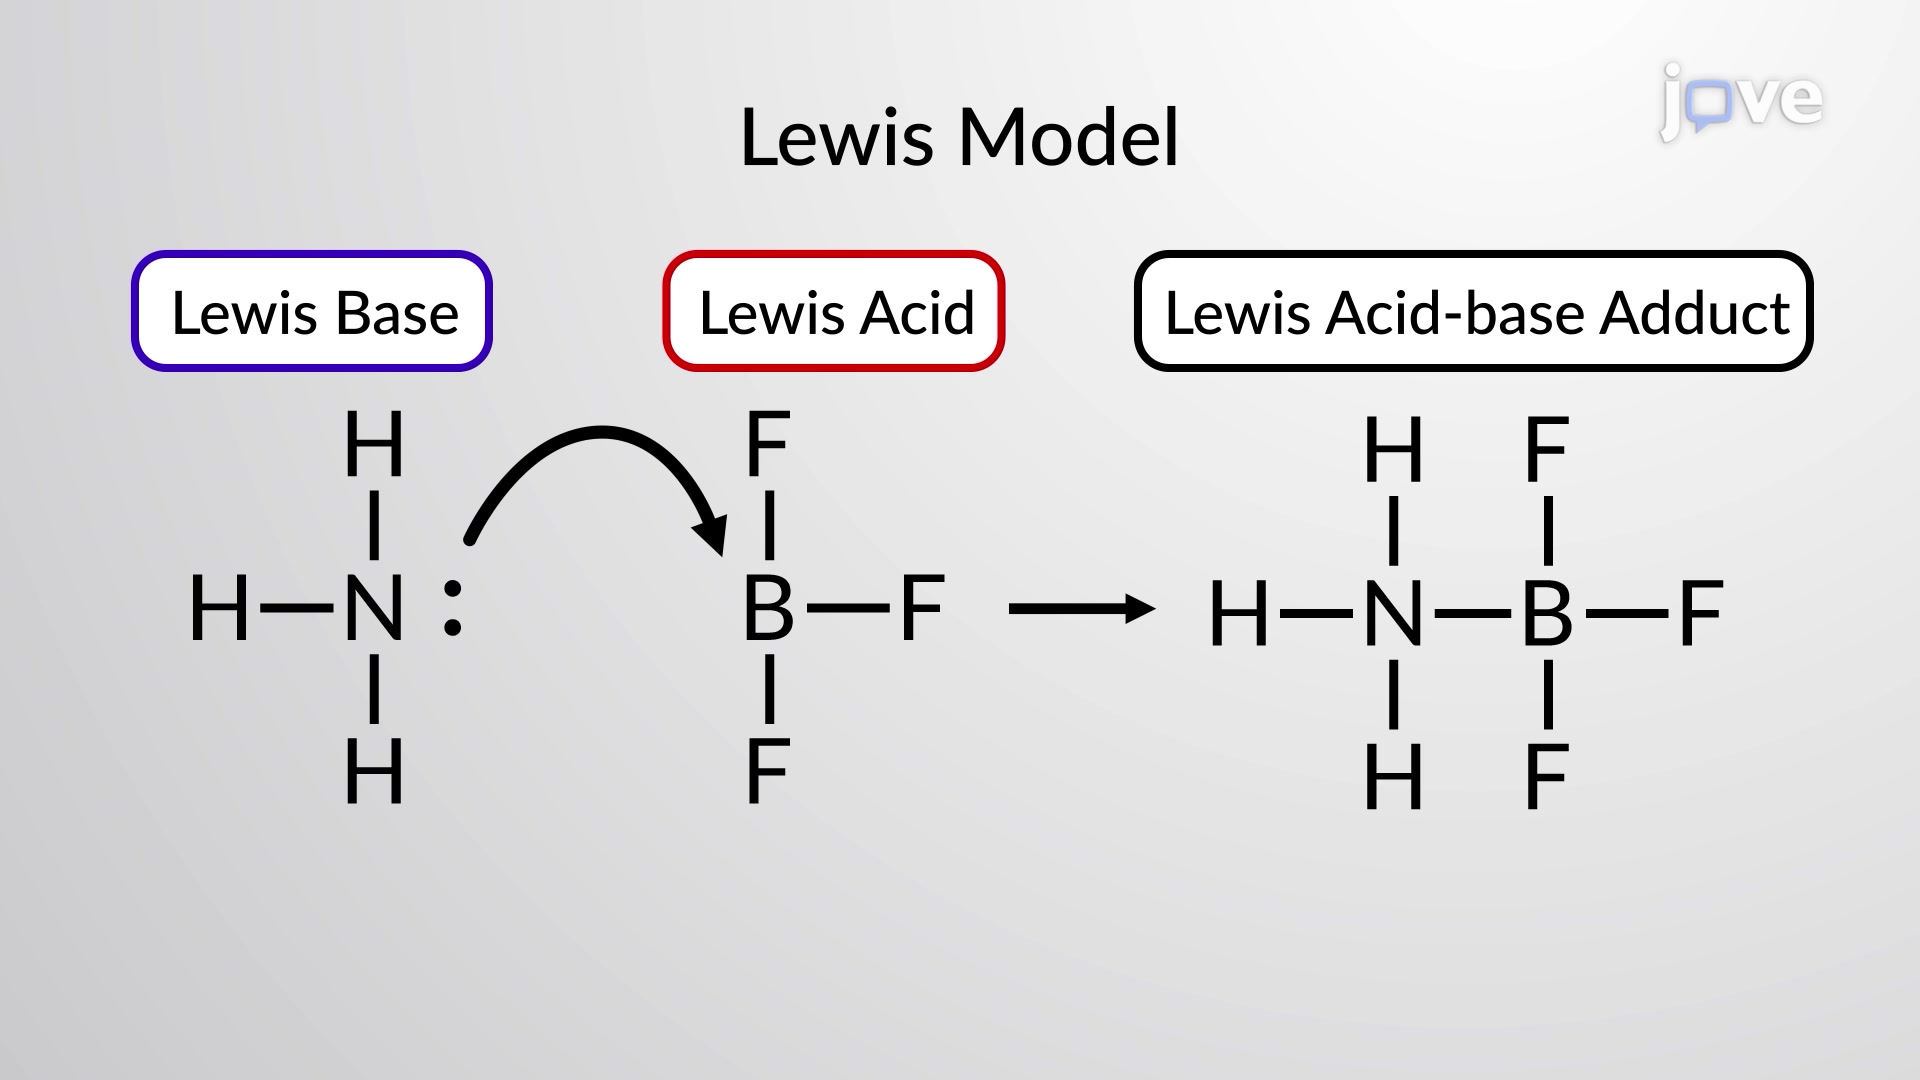 jove
Lewis Model
Lewis Base Lewis Acid Lewis Acid-base Adduct
H F H F
H N : B F H N B F
H F H F